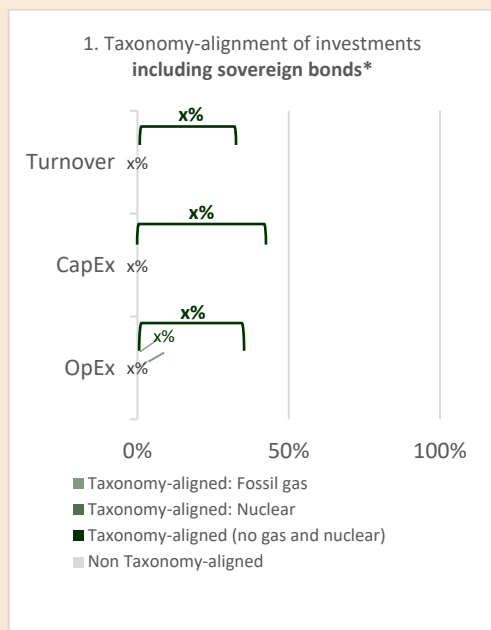 1. Taxonomy-alignment of investments
including sovereign bonds*
x%
Turnover x%
x%
CapEx x%
x%
x%
OpEx x%
0% 50% 100%
Taxonomy-aligned: Fossil gas
Taxonomy-aligned: Nuclear
Taxonomy-aligned (no gas and nuclear)
Non Taxonomy-aligned